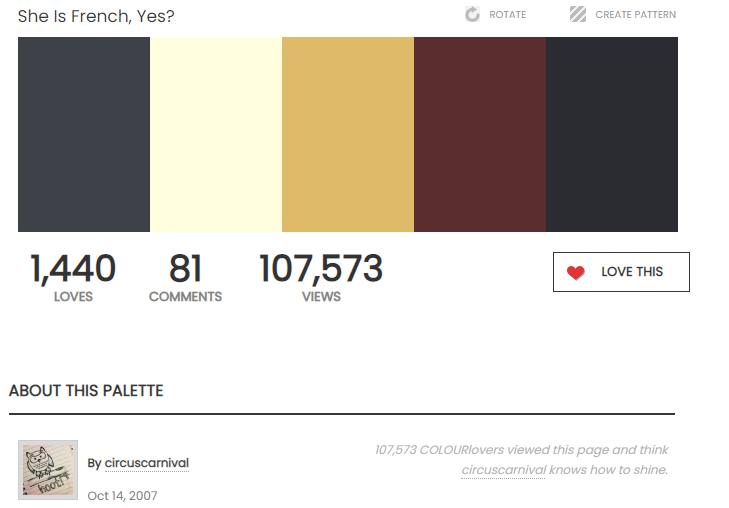 She Is French, Yes?
ROTATE
CREATE PATTERN
1,440
LOVES
81
COMMENTS
107,573
VIEWS
LOVE THIS
ABOUT THIS PALETTE
By circuscarnival
Oct 14, 2007
107,573 COLOURlovers viewed this page and think
circuscarnival knows how to shine.